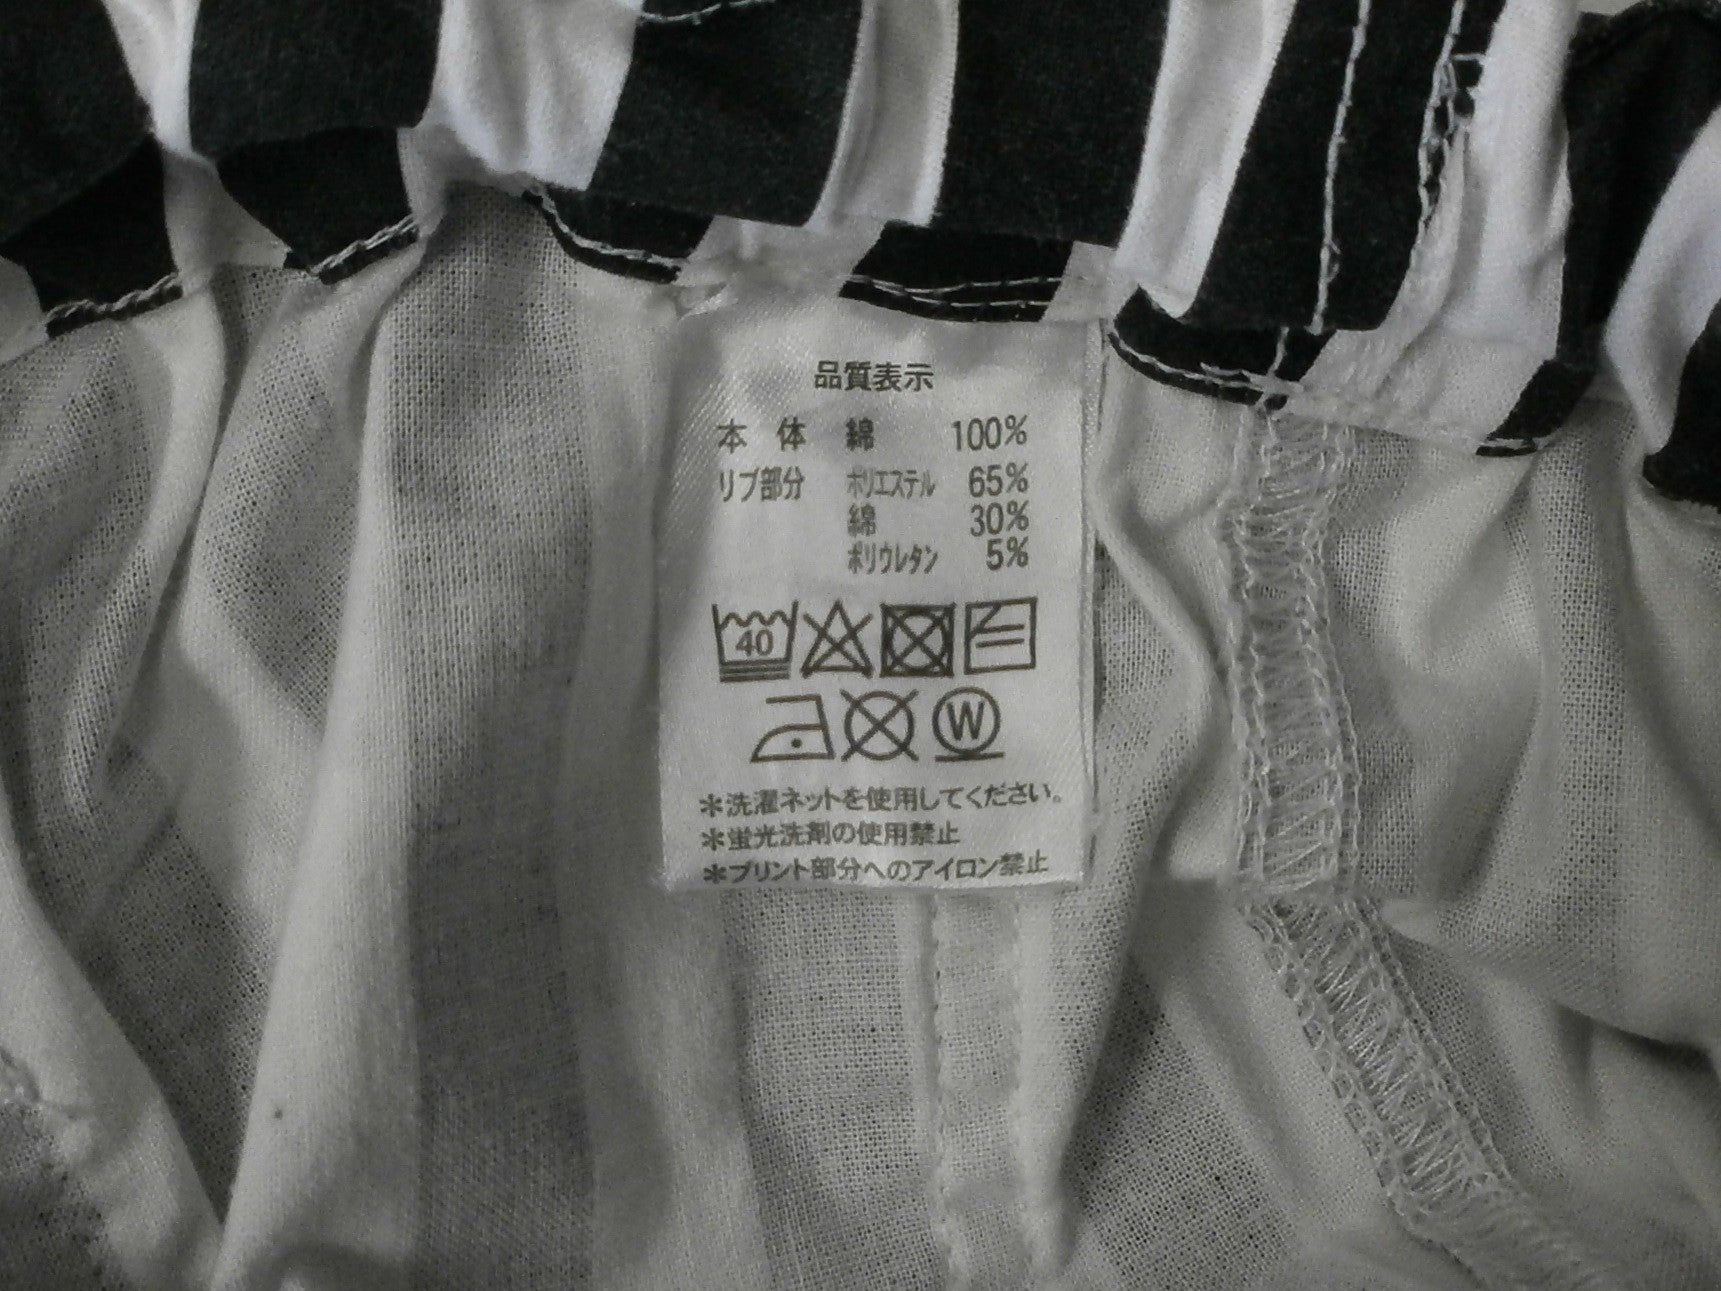 品質表示
本 体 綿 100%
リブ部分 ポリエステル 65%
綿 30%
ポリウレタン 5%
40
W
*洗濯ネットを使用してください。
*蛍光洗剤の使用禁止
*プリント部分へのアイロン禁止